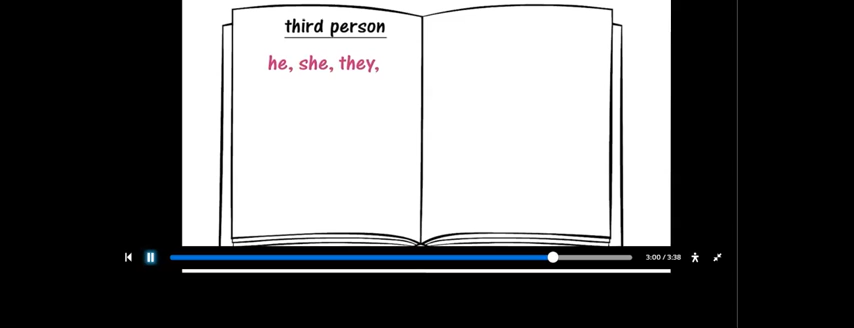 third person
he, she, they,
3:00 / 3:38